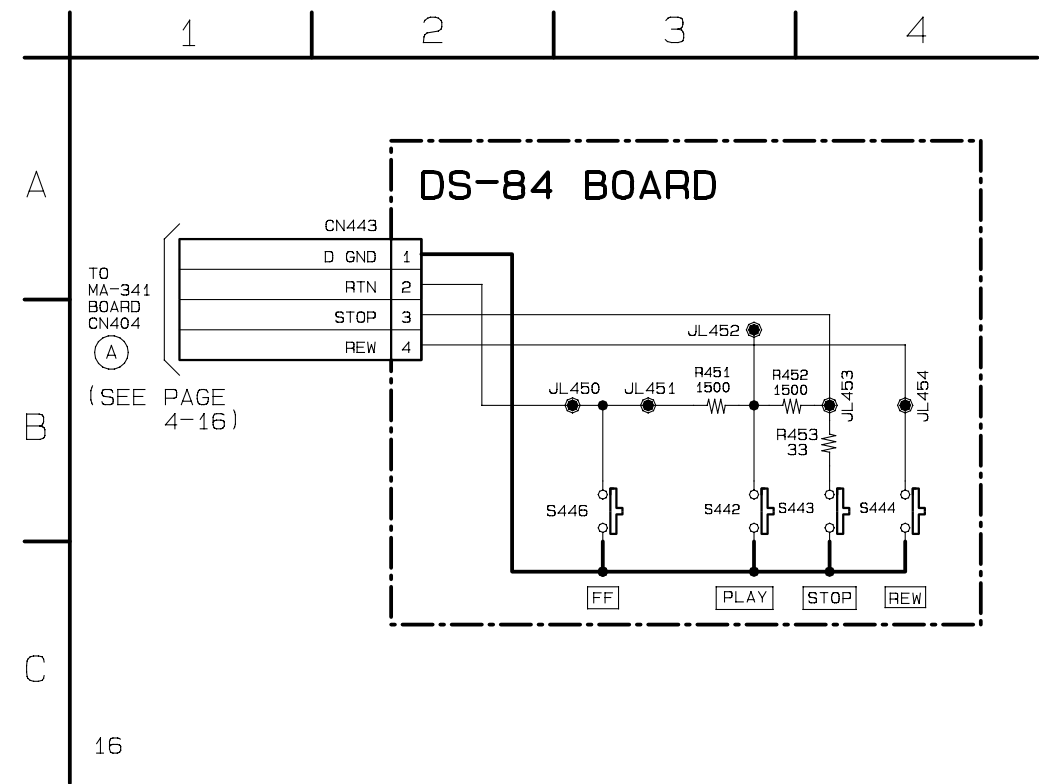 1 2 3 4
A
DS-84 BOARD
CN443
D GND 1
RTN 2
STOP 3
REW 4
TO
MA-341
BOARD
CN404
A
(SEE PAGE
4-16)
B
JL452
JL450 JL451
R451
1500
R452
1500
JL453
JL454
R453
33
S446 S442 S443 S444
FF PLAY STOP REW
C
16